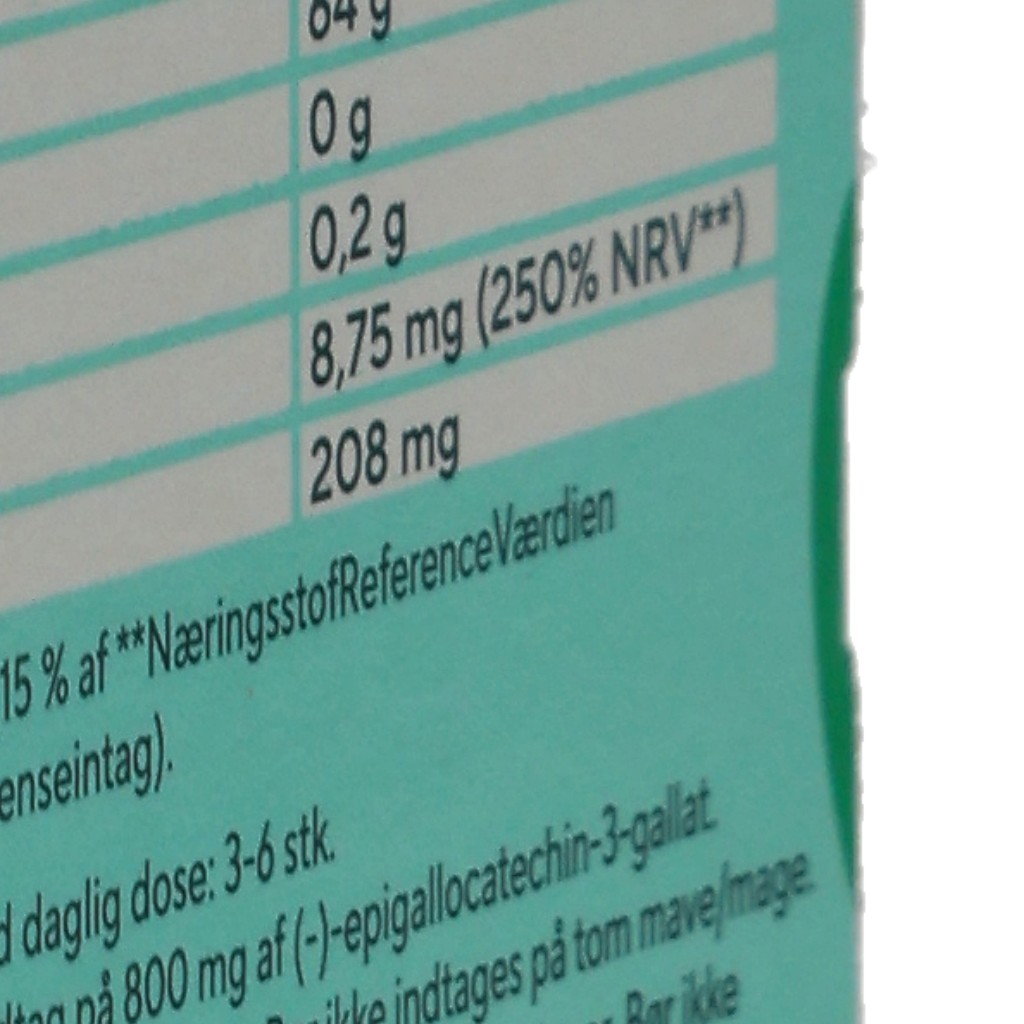 64 g
0 g
0,2 g
8,75 mg (250% NRV**)
208 mg
15 % af **NæringsstofReferenceVærdien
enseintag).
daglig dose: 3-6 stk.
på 800 mg af (-)-epigallocatechin-3-gallat.
ikke indtages på tom mave/mage.
Bør ikke